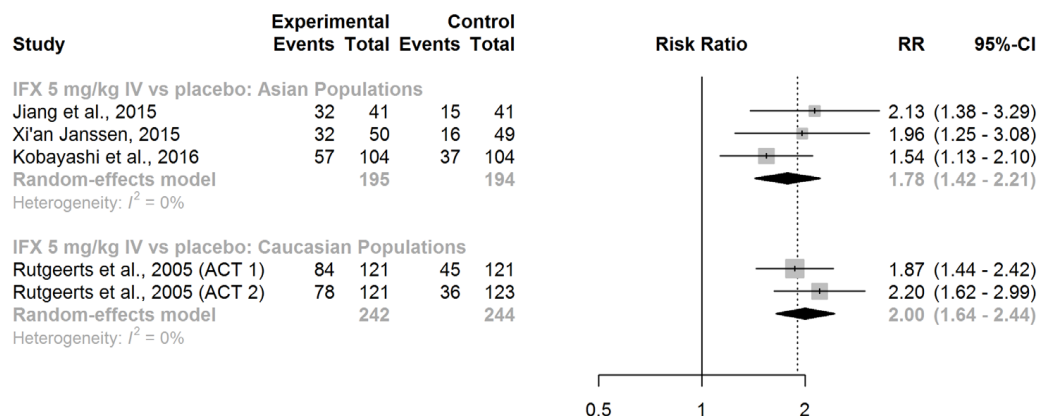 Experimental Control
Study Events Total Events Total Risk Ratio RR 95%-CI
IFX 5 mg/kg IV vs placebo: Asian Populations
Jiang et al., 2015 32 41 15 41 2.13 (1.38 - 3.29)
Xi'an Janssen, 2015 32 50 16 49 1.96 (1.25 - 3.08)
Kobayashi et al., 2016 57 104 37 104 1.54 (1.13 - 2.10)
Random-effects model 195 194 1.78 (1.42 - 2.21)
Heterogeneity: I² = 0%
IFX 5 mg/kg IV vs placebo: Caucasian Populations
Rutgeerts et al., 2005 (ACT 1) 84 121 45 121 1.87 (1.44 - 2.42)
Rutgeerts et al., 2005 (ACT 2) 78 121 36 123 2.20 (1.62 - 2.99)
Random-effects model 242 244 2.00 (1.64 - 2.44)
Heterogeneity: I² = 0%
0.5 1 2